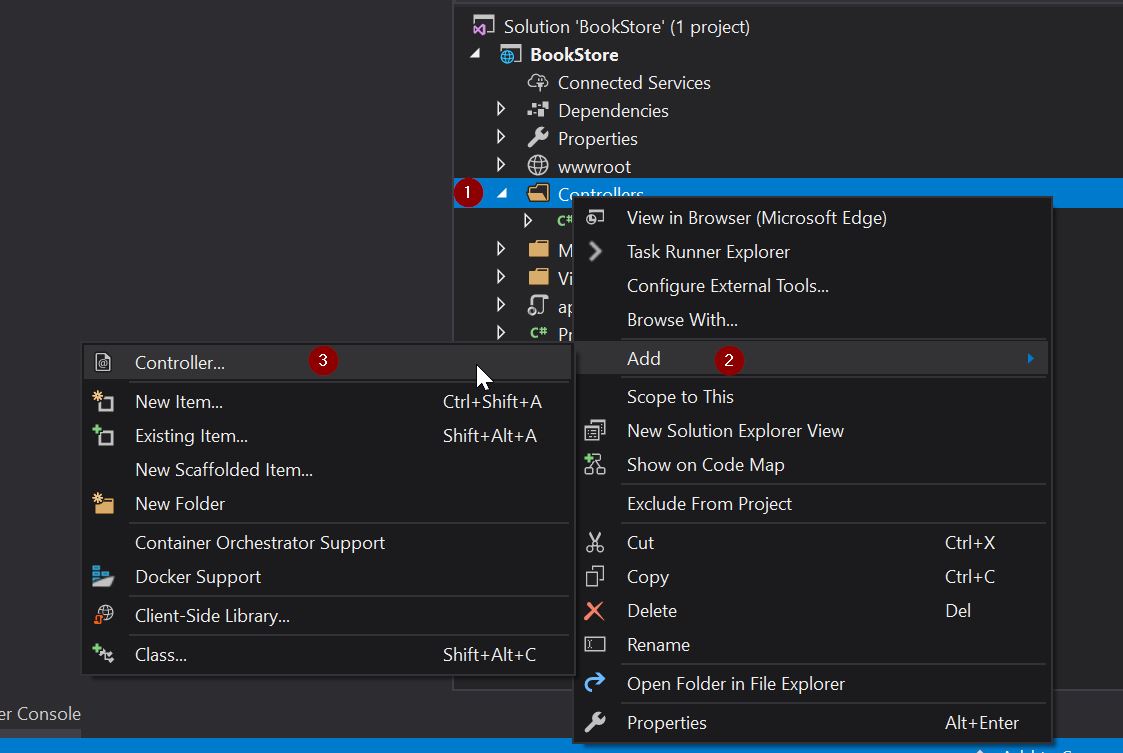 Solution 'BookStore' (1 project)
BookStore
Connected Services
Dependencies
Properties
wwwroot
1 Controllers
C#
View in Browser (Microsoft Edge)
Task Runner Explorer
Configure External Tools...
Browse With...
Add 2
Scope to This
New Solution Explorer View
Show on Code Map
Exclude From Project
Cut Ctrl+X
Copy Ctrl+C
Delete Del
Rename
Open Folder in File Explorer
Properties Alt+Enter
M
Vi
ap
C# Pr
Controller... 3
New Item... Ctrl+Shift+A
Existing Item... Shift+Alt+A
New Scaffolded Item...
New Folder
Container Orchestrator Support
Docker Support
Client-Side Library...
Class... Shift+Alt+C
er Console